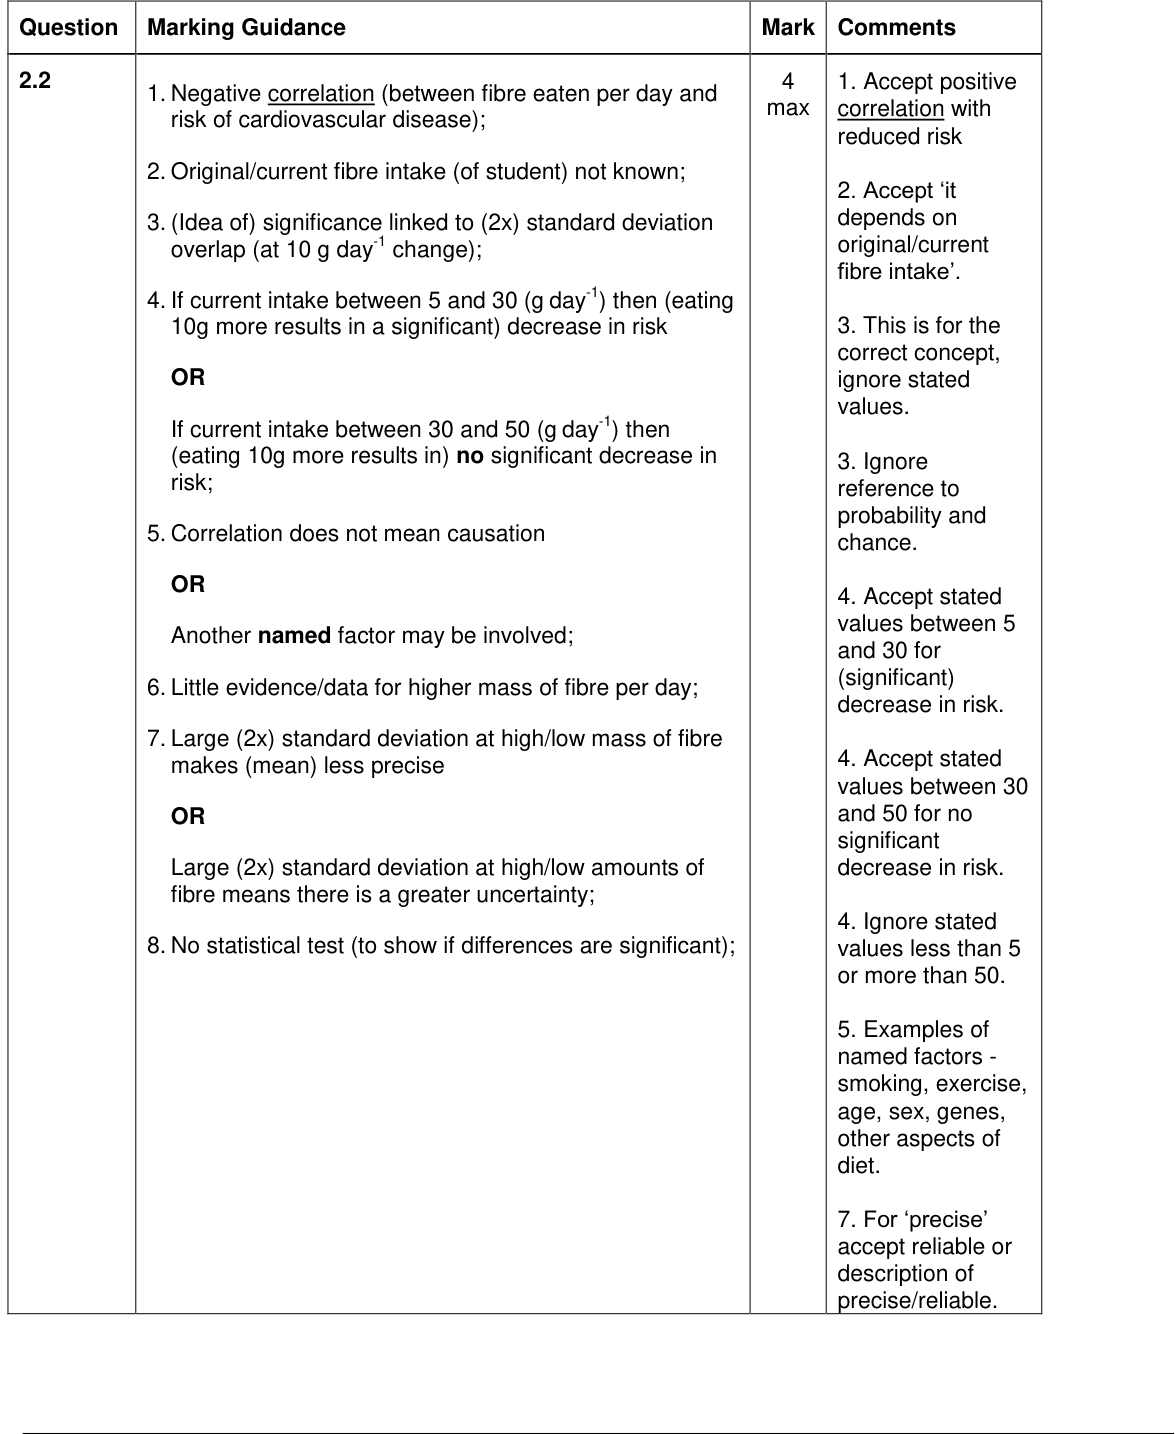 Question Marking Guidance Mark Comments
2.2
1. Negative correlation (between fibre eaten per day and
risk of cardiovascular disease);
2. Original/current fibre intake (of student) not known;
3. (Idea of) significance linked to (2x) standard deviation
overlap (at 10 g day-1 change);
4. If current intake between 5 and 30 (g day-1) then (eating
10g more results in a significant) decrease in risk
OR
If current intake between 30 and 50 (g day-1) then
(eating 10g more results in) no significant decrease in
risk;
5. Correlation does not mean causation
OR
Another named factor may be involved;
6. Little evidence/data for higher mass of fibre per day;
7. Large (2x) standard deviation at high/low mass of fibre
makes (mean) less precise
OR
Large (2x) standard deviation at high/low amounts of
fibre means there is a greater uncertainty;
8. No statistical test (to show if differences are significant);
4
max
1. Accept positive
correlation with
reduced risk
2. Accept ‘it
depends on
original/current
fibre intake’.
3. This is for the
correct concept,
ignore stated
values.
3. Ignore
reference to
probability and
chance.
4. Accept stated
values between 5
and 30 for
(significant)
decrease in risk.
4. Accept stated
values between 30
and 50 for no
significant
decrease in risk.
4. Ignore stated
values less than 5
or more than 50.
5. Examples of
named factors -
smoking, exercise,
age, sex, genes,
other aspects of
diet.
7. For ‘precise’
accept reliable or
description of
precise/reliable.